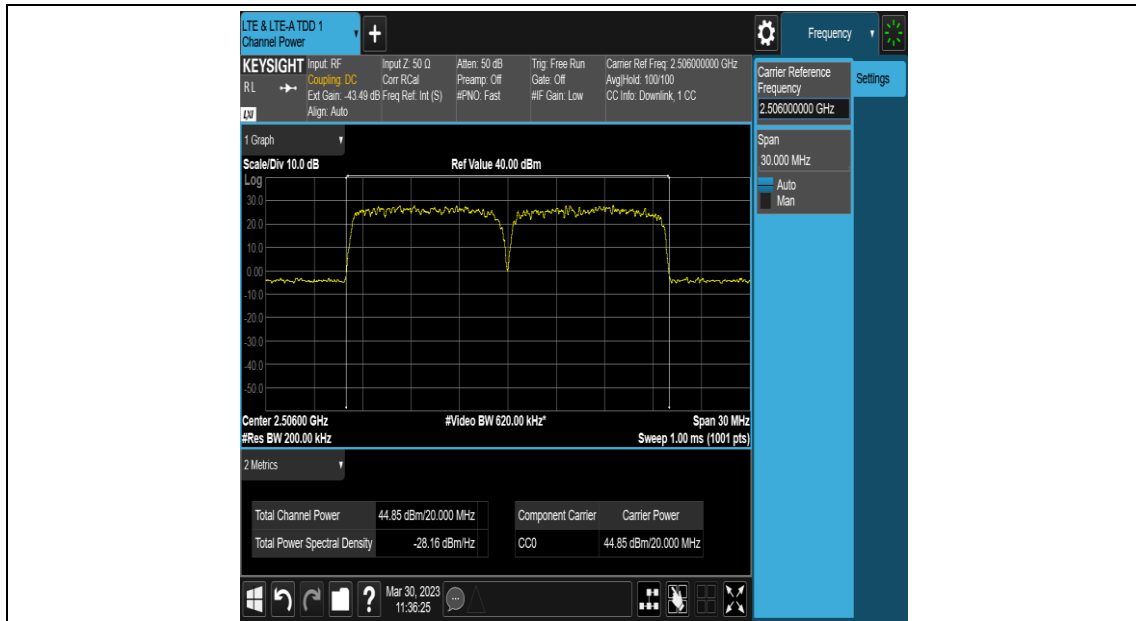 LTE & LTE-A TDD 1
Channel Power
+
Frequency
KEYSIGHT
RL
LXI
Input: RF
Coupling: DC
Ext Gain: -43.49 dB
Align: Auto
Input Z: 50 Ω
Corr RCal
Freq Ref: Int (S)
Atten: 50 dB
Preamp: Off
#PNO: Fast
Trig: Free Run
Gate: Off
#IF Gain: Low
Carrier Ref Freq: 2.506000000 GHz
Avg|Hold: 100/100
CC Info: Downlink, 1 CC
Carrier Reference
Frequency
2.506000000 GHz
Settings
Span
30.000 MHz
Auto
Man
1 Graph
Scale/Div 10.0 dB
Ref Value 40.00 dBm
Log
30.0
20.0
10.0
0.00
-10.0
-20.0
-30.0
-40.0
-50.0
Center 2.50600 GHz
#Video BW 620.00 kHz*
Span 30 MHz
#Res BW 200.00 kHz
Sweep 1.00 ms (1001 pts)
2 Metrics
Total Channel Power 44.85 dBm/20.000 MHz
Total Power Spectral Density -28.16 dBm/Hz
Component Carrier Carrier Power
CC0 44.85 dBm/20.000 MHz
?
Mar 30, 2023
11:36:25